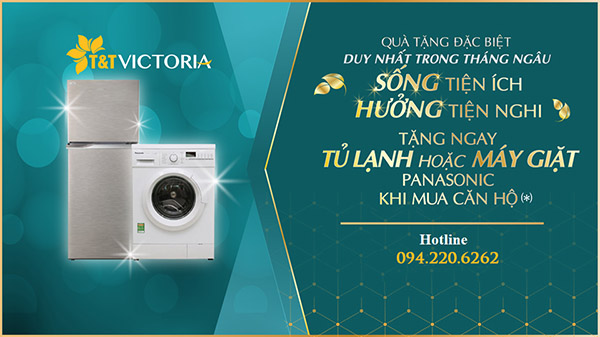 T&T VICTORIA
QUÀ TẶNG ĐẶC BIỆT
DUY NHẤT TRONG THÁNG NGÂU
SỐNG TIỆN ÍCH
HƯỞNG TIỆN NGHI
TẶNG NGAY
TỦ LẠNH HOẶC MÁY GIẶT
PANASONIC
KHI MUA CĂN HỘ (*)
Hotline
094.220.6262